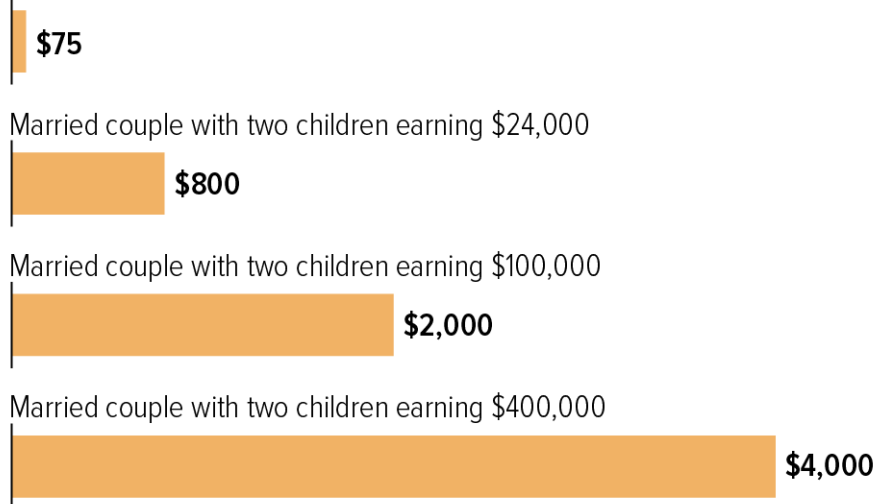 $75
Married couple with two children earning $24,000
$800
Married couple with two children earning $100,000
$2,000
Married couple with two children earning $400,000
$4,000